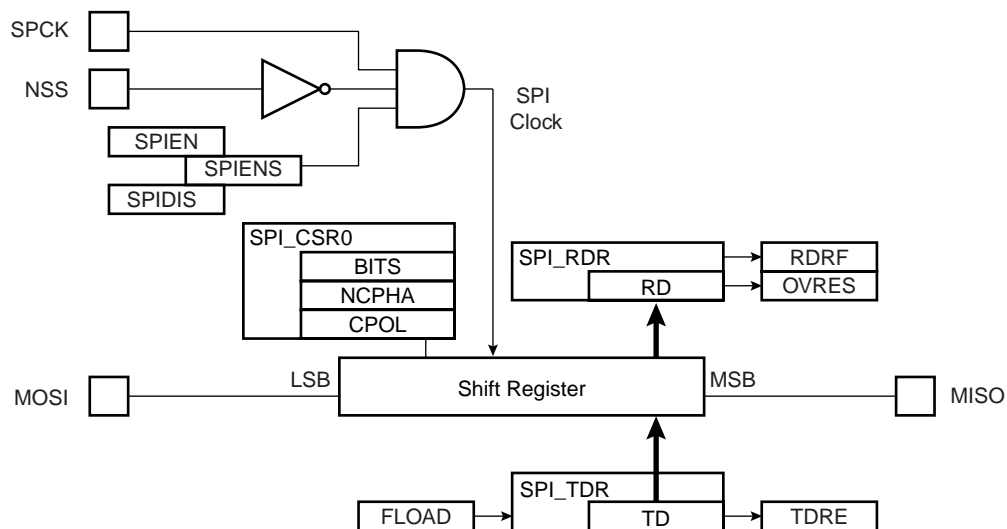 SPCK
NSS
SPI
Clock
SPIEN
SPIENS
SPIDIS
SPI_CSR0
BITS
NCPHA
CPOL
SPI_RDR
RD
RDRF
OVRES
MOSI
LSB
Shift Register
MSB
MISO
SPI_TDR
FLOAD
TD
TDRE